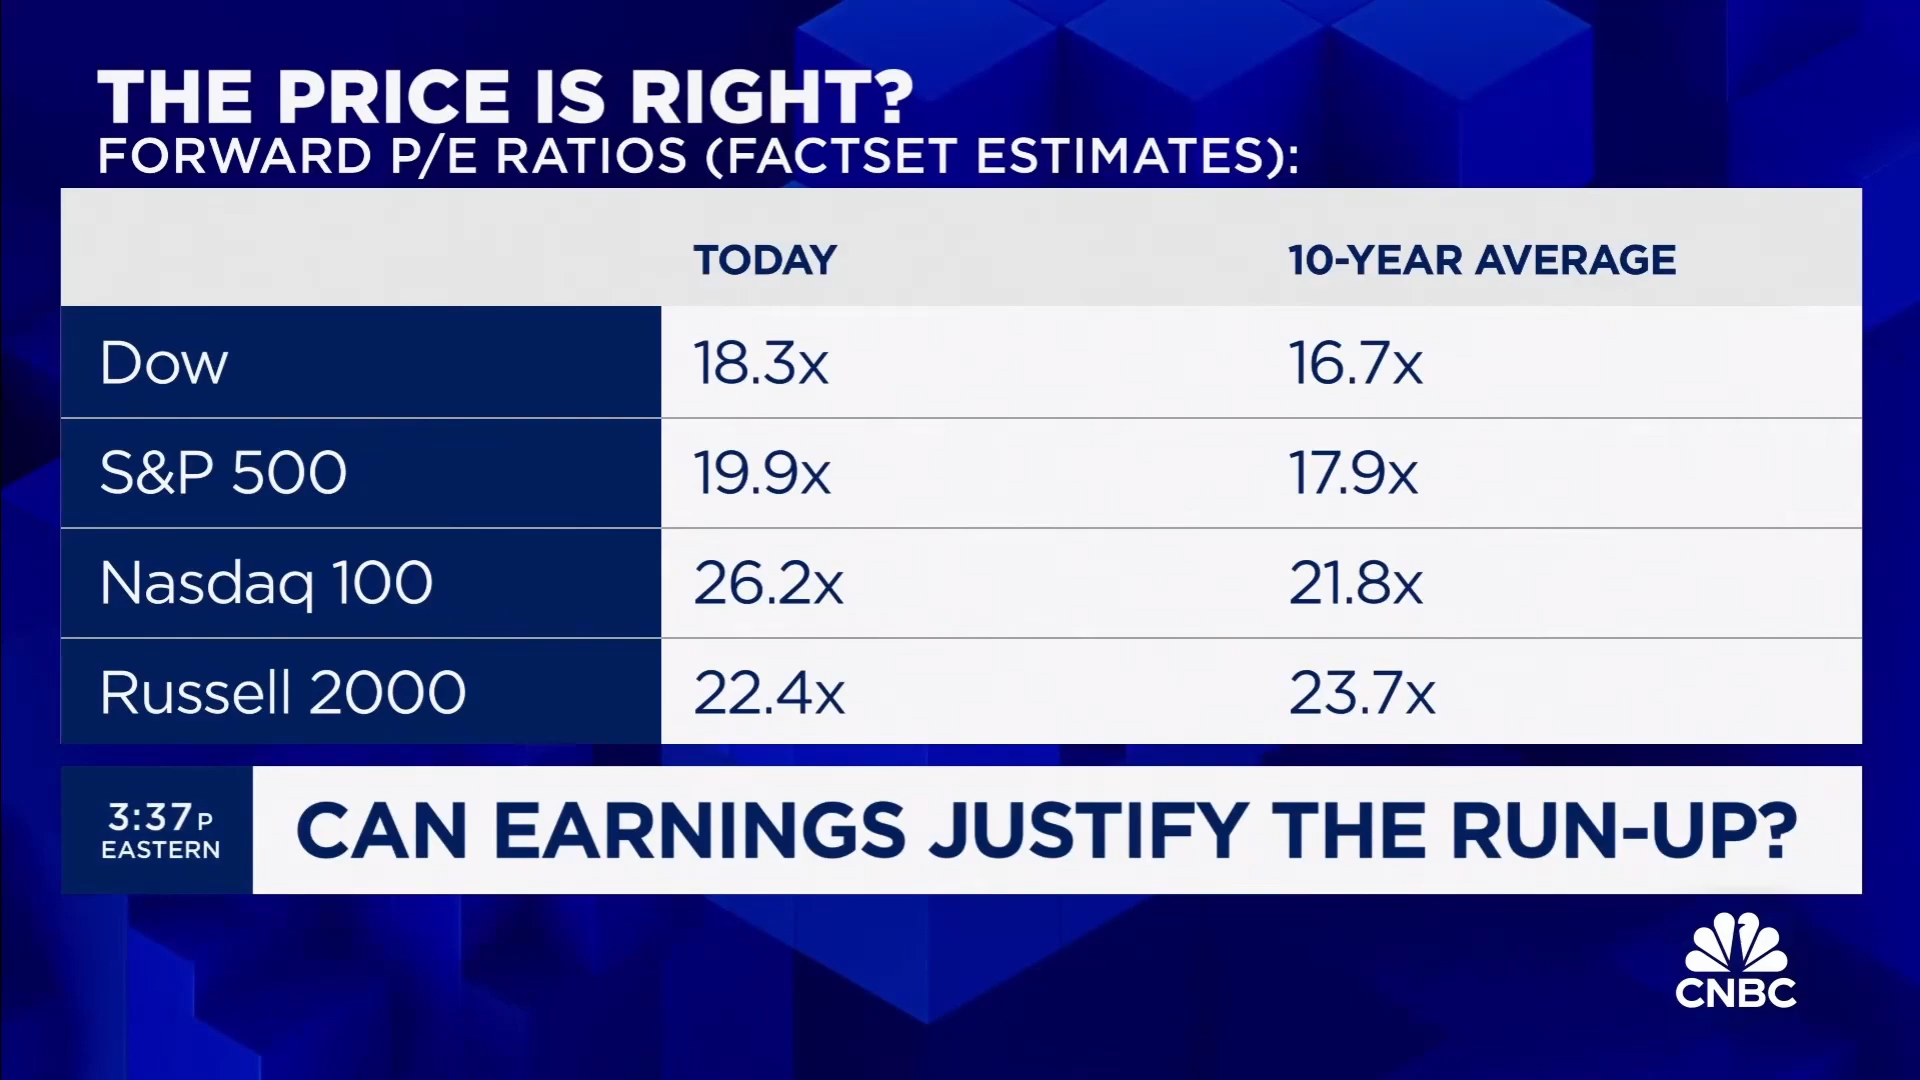 THE PRICE IS RIGHT?
FORWARD P/E RATIOS (FACTSET ESTIMATES):
TODAY 10-YEAR AVERAGE
Dow 18.3x 16.7x
S&P 500 19.9x 17.9x
Nasdaq 100 26.2x 21.8x
Russell 2000 22.4x 23.7x
3:37P
EASTERN
CAN EARNINGS JUSTIFY THE RUN-UP?
CNBC